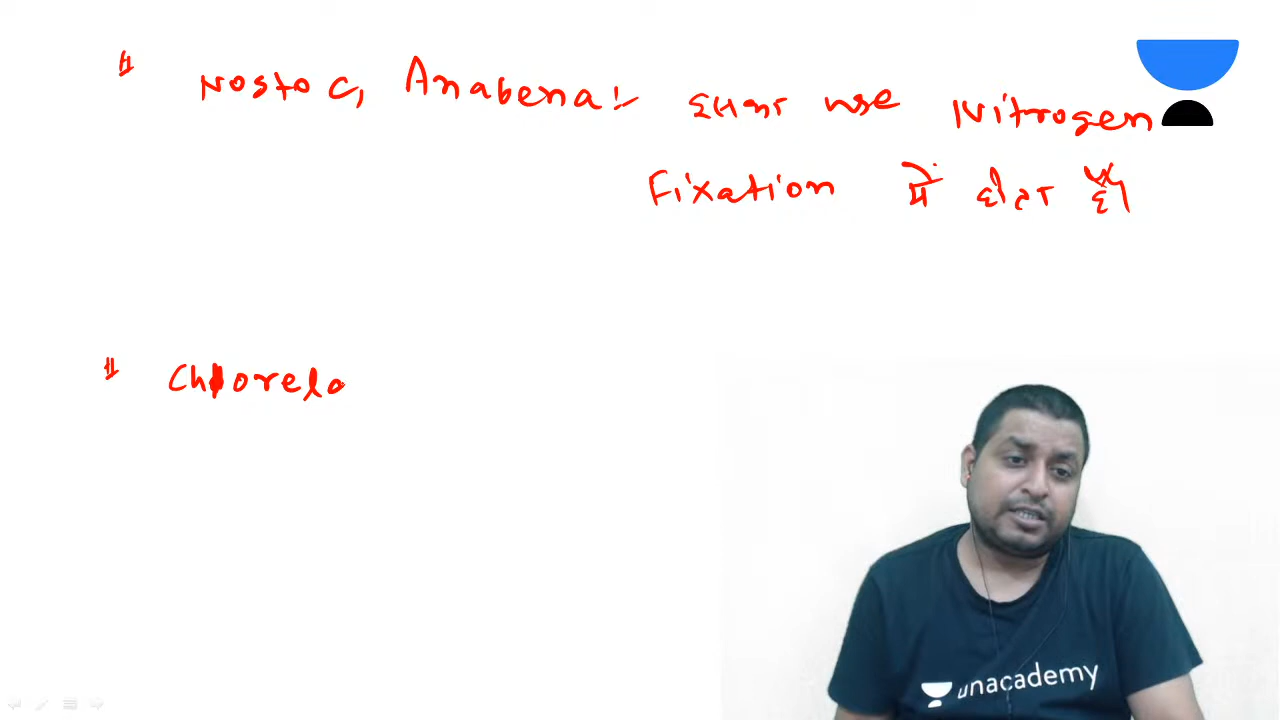 Nostoc, Anabena :- इनका use Nitrogen
Fixation में होता है
Chlorela
unacademy